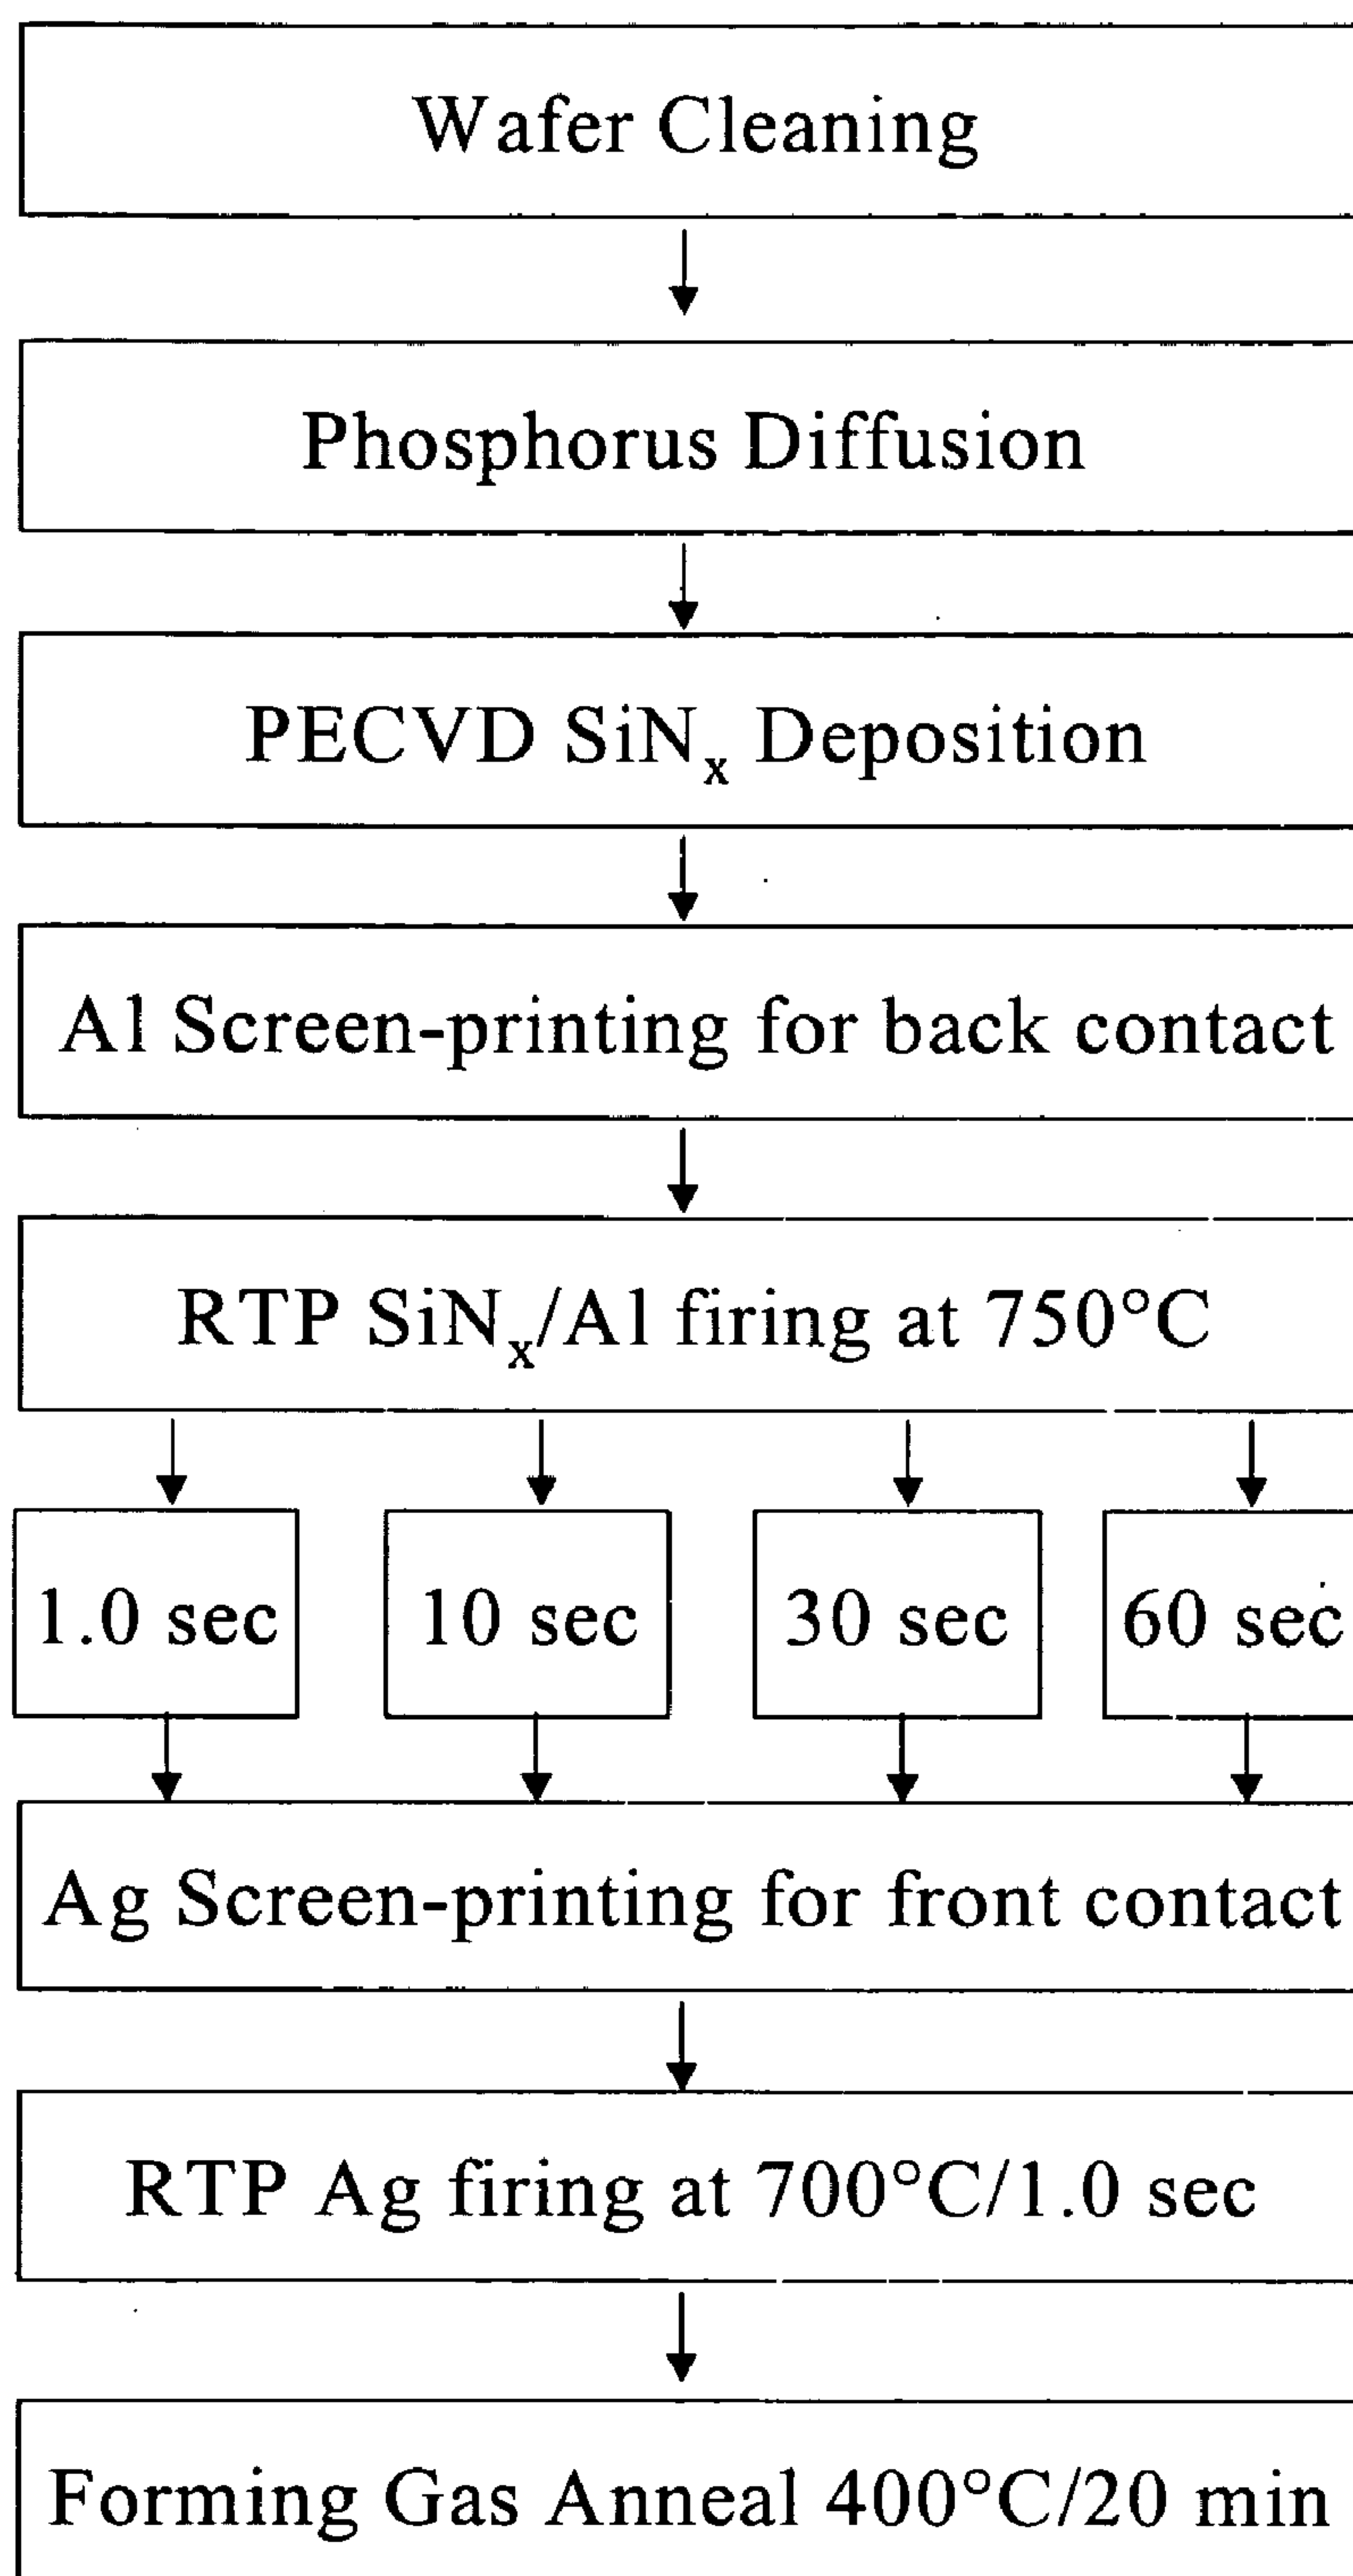 Wafer Cleaning
Phosphorus Diffusion
PECVD SiNₓ Deposition
Al Screen-printing for back contact
RTP SiNₓ/Al firing at 750°C
1.0 sec 10 sec 30 sec 60 sec
Ag Screen-printing for front contact
RTP Ag firing at 700°C/1.0 sec
Forming Gas Anneal 400°C/20 min